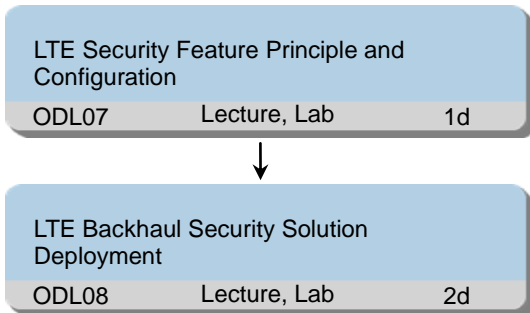 LTE Security Feature Principle and
Configuration
ODL07 Lecture, Lab 1d
LTE Backhaul Security Solution
Deployment
ODL08 Lecture, Lab 2d